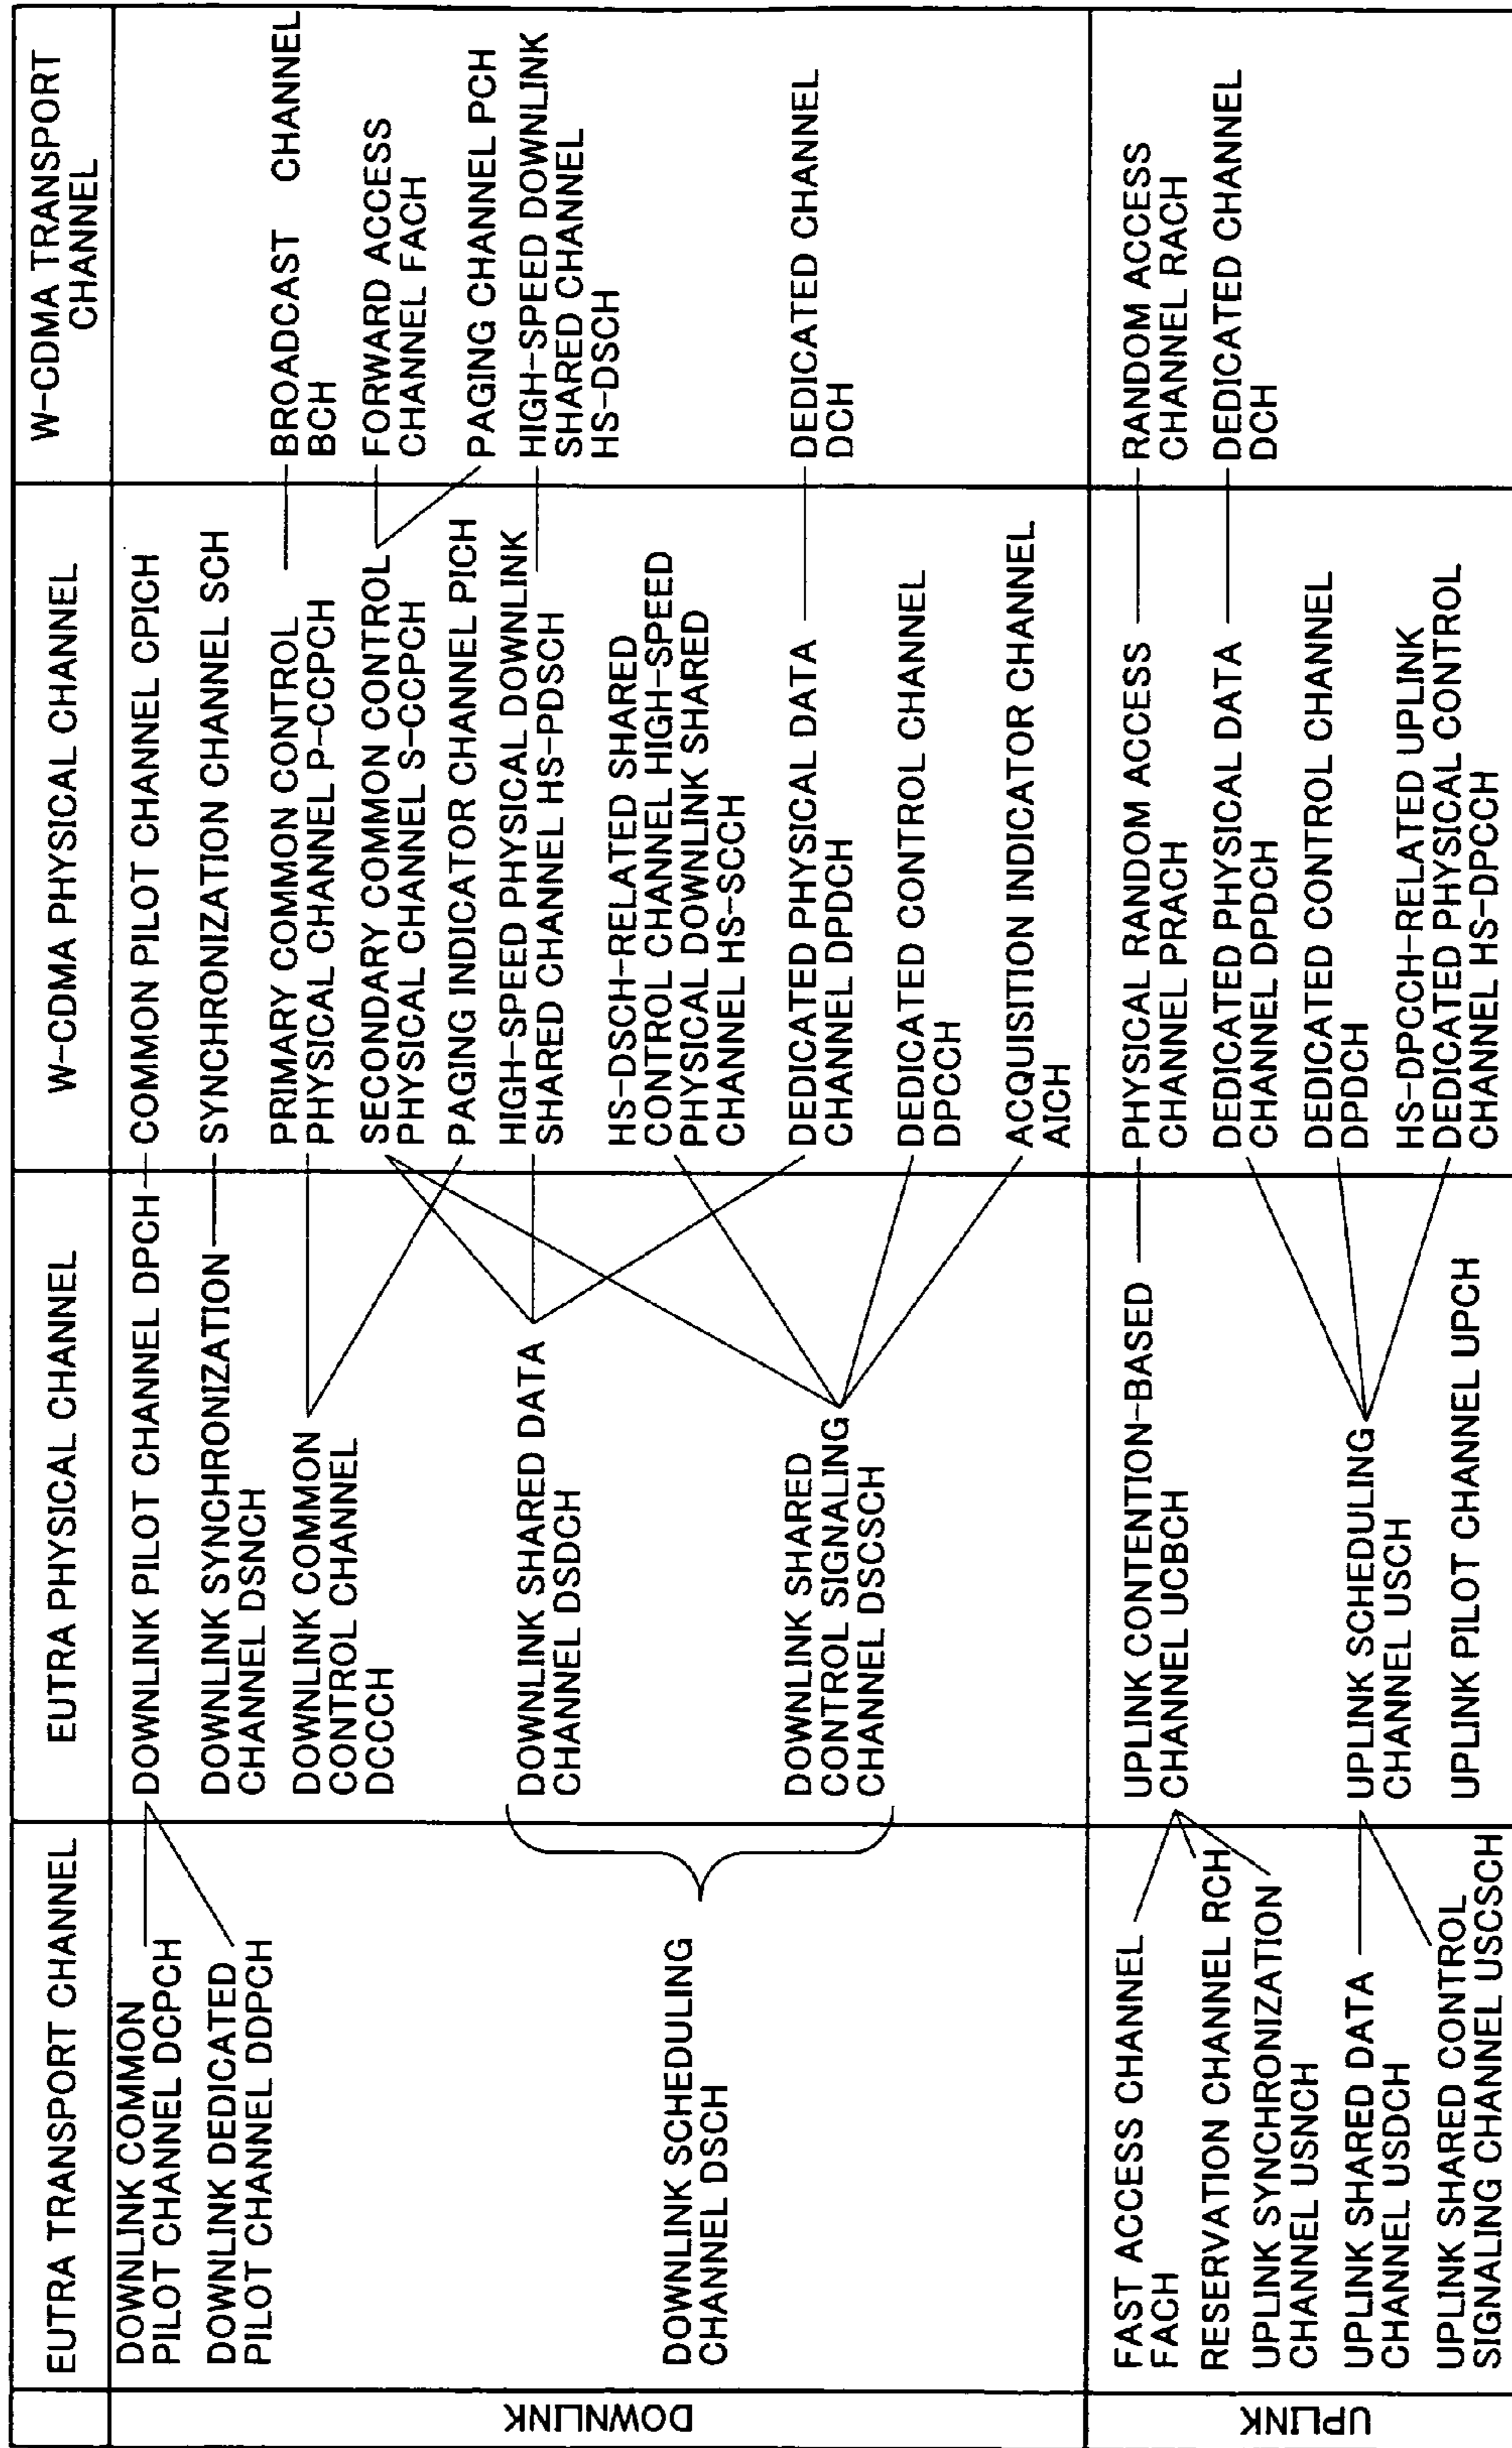 EUTRA TRANSPORT CHANNEL
EUTRA PHYSICAL CHANNEL
W-CDMA PHYSICAL CHANNEL
W-CDMA TRANSPORT
CHANNEL
DOWNLINK
DOWNLINK COMMON
PILOT CHANNEL DCPCH
DOWNLINK DEDICATED
PILOT CHANNEL DDPCH
DOWNLINK SCHEDULING
CHANNEL DSCH
DOWNLINK PILOT CHANNEL DPCH
DOWNLINK SYNCHRONIZATION
CHANNEL DSNCH
DOWNLINK COMMON
CONTROL CHANNEL
DCCCH
DOWNLINK SHARED DATA
CHANNEL DSDCH
DOWNLINK SHARED
CONTROL SIGNALING
CHANNEL DSCSCH
COMMON PILOT CHANNEL CPICH
SYNCHRONIZATION CHANNEL SCH
PRIMARY COMMON CONTROL
PHYSICAL CHANNEL P-CCPCH
SECONDARY COMMON CONTROL
PHYSICAL CHANNEL S-CCPCH
PAGING INDICATOR CHANNEL PICH
HIGH-SPEED PHYSICAL DOWNLINK
SHARED CHANNEL HS-PDSCH
HS-DSCH-RELATED SHARED
CONTROL CHANNEL HIGH-SPEED
PHYSICAL DOWNLINK SHARED
CHANNEL HS-SCCH
DEDICATED PHYSICAL DATA
CHANNEL DPDCH
DEDICATED CONTROL CHANNEL
DPCCH
ACQUISITION INDICATOR CHANNEL
AICH
BROADCAST CHANNEL
BCH
FORWARD ACCESS
CHANNEL FACH
PAGING CHANNEL PCH
HIGH-SPEED DOWNLINK
SHARED CHANNEL
HS-DSCH
DEDICATED CHANNEL
DCH
UPLINK
FAST ACCESS CHANNEL
FACH
RESERVATION CHANNEL RCH
UPLINK SYNCHRONIZATION
CHANNEL USNCH
UPLINK SHARED DATA
CHANNEL USDCH
UPLINK SHARED CONTROL
SIGNALING CHANNEL USCSCH
UPLINK CONTENTION-BASED
CHANNEL UCBCH
UPLINK SCHEDULING
CHANNEL USCH
UPLINK PILOT CHANNEL UPCH
PHYSICAL RANDOM ACCESS
CHANNEL PRACH
DEDICATED PHYSICAL DATA
CHANNEL DPDCH
DEDICATED CONTROL CHANNEL
DPDCH
HS-DPCCH-RELATED UPLINK
DEDICATED PHYSICAL CONTROL
CHANNEL HS-DPCCH
RANDOM ACCESS
CHANNEL RACH
DEDICATED CHANNEL
DCH